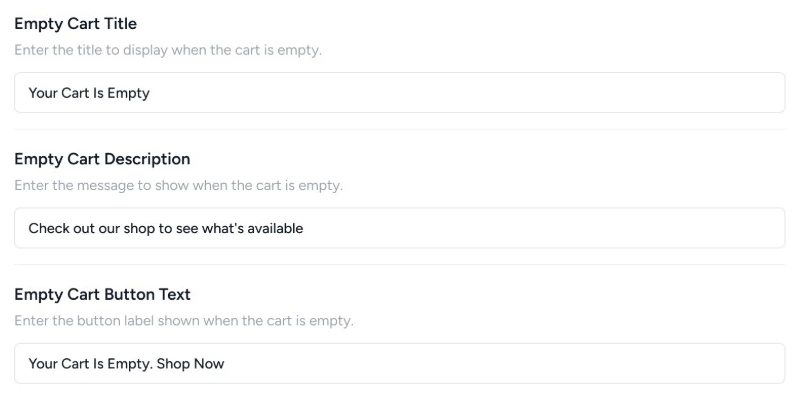 Empty Cart Title
Enter the title to display when the cart is empty.
Your Cart Is Empty
Empty Cart Description
Enter the message to show when the cart is empty.
Check out our shop to see what's available
Empty Cart Button Text
Enter the button label shown when the cart is empty.
Your Cart Is Empty. Shop Now